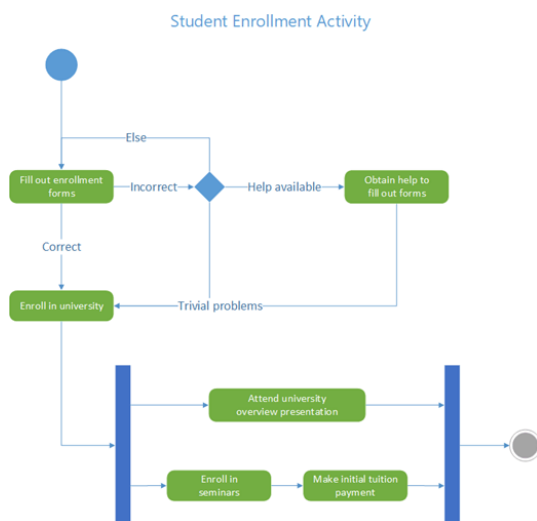 Student Enrollment Activity
Else
Fill out enrollment
forms
Incorrect
Help available
Obtain help to
fill out forms
Correct
Enroll in university
Trivial problems
Attend university
overview presentation
Enroll in
seminars
Make initial tuition
payment